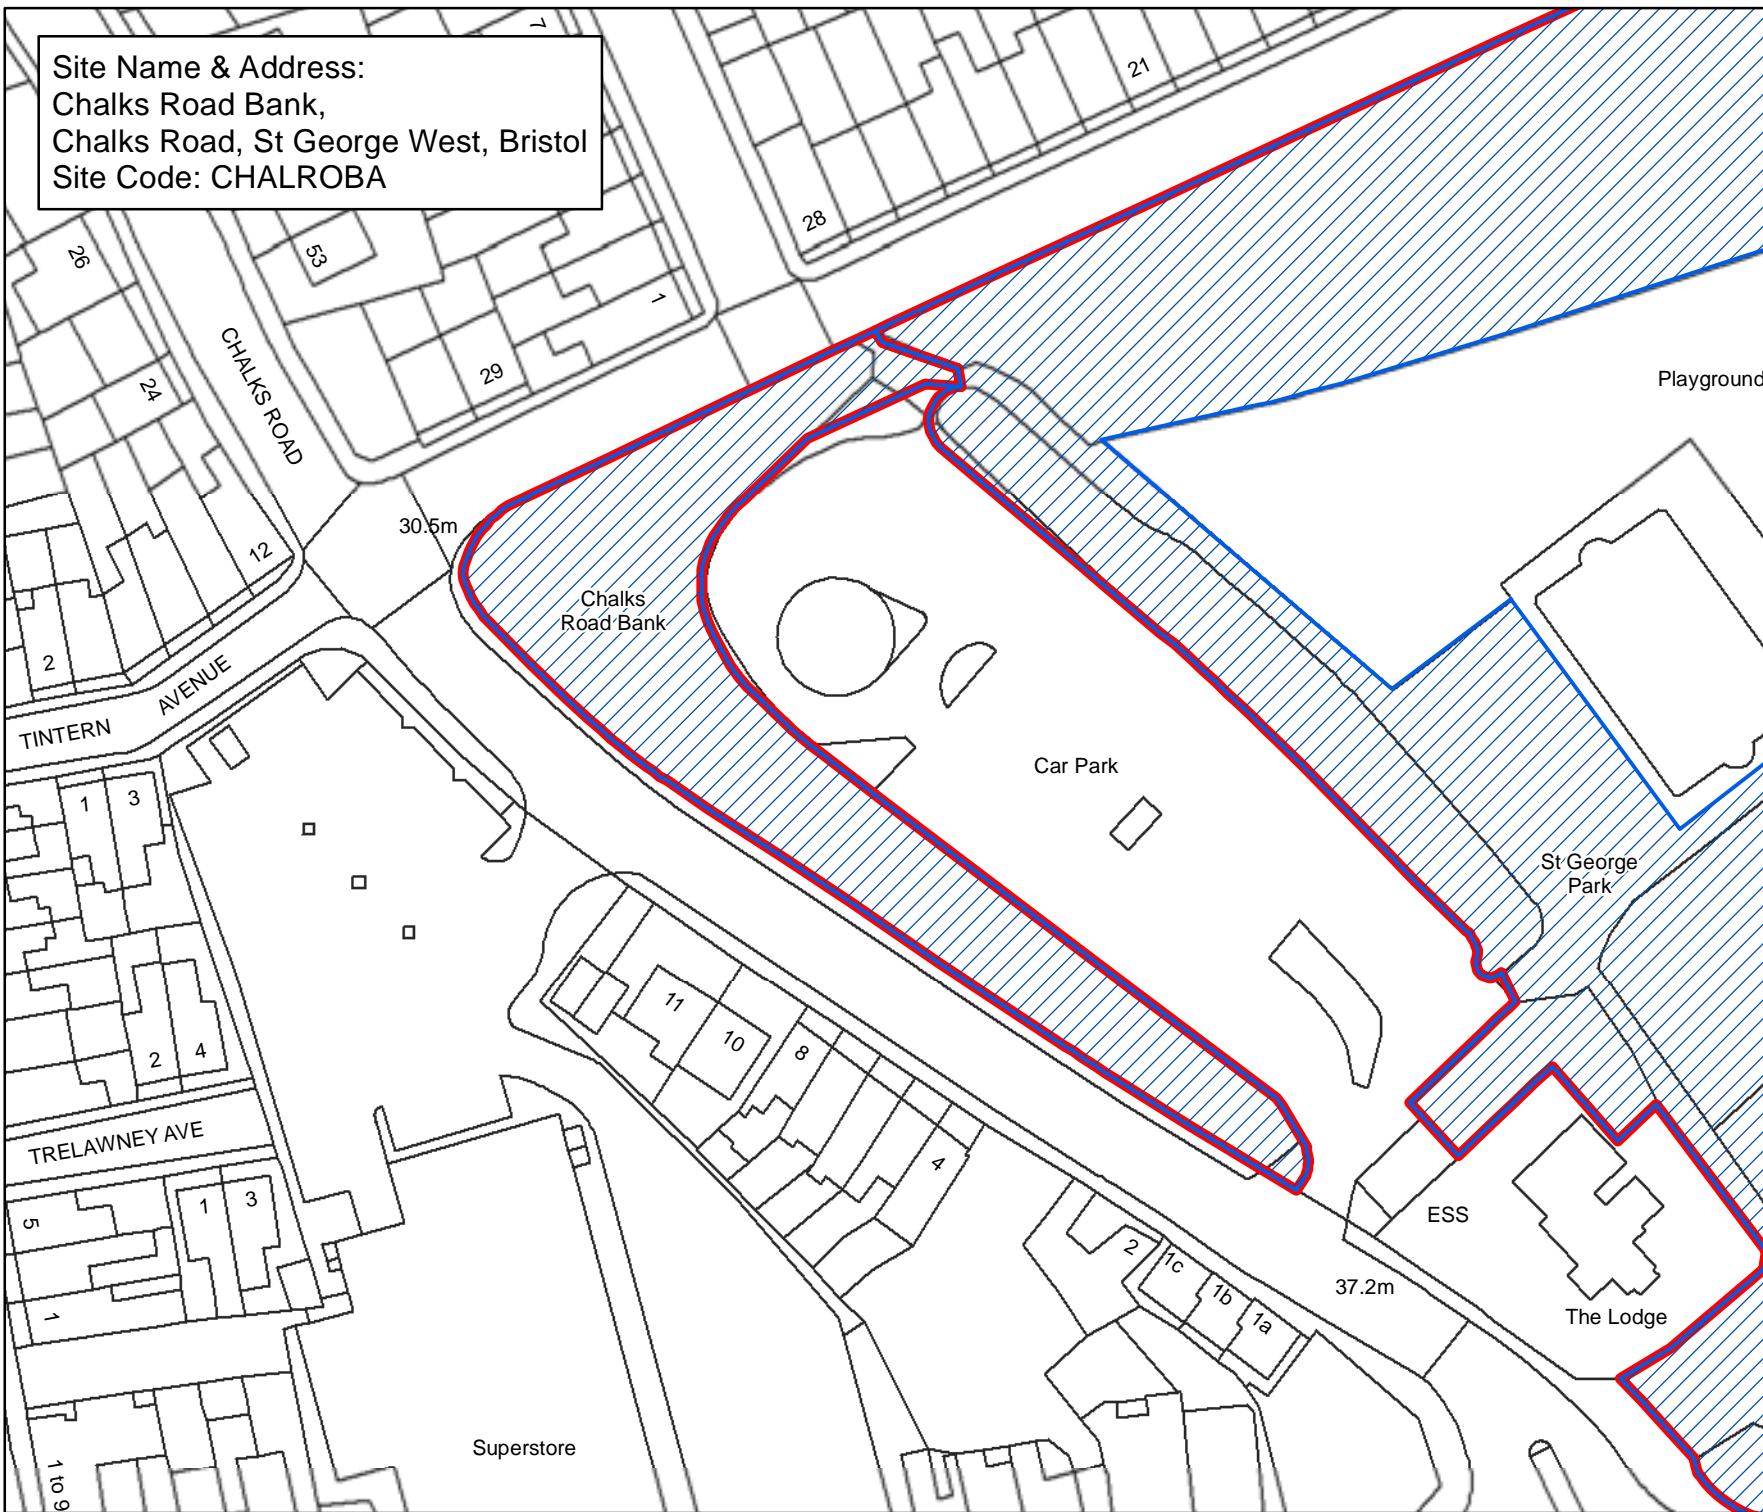 Site Name & Address:
Chalks Road Bank,
Chalks Road, St George West, Bristol
Site Code: CHALROBA
7
21
28
26
53
1
CHALKS ROAD
29
24
Playground
30.5m
12
Chalks
Road Bank
2
TINTERN
AVENUE
Car Park
1
3
St George
Park
11
10
8
2
4
TRELAWNEY AVE
4
1
3
5
ESS
2
1c
1b
1a
37.2m
The Lodge
1
Superstore
1 to 9